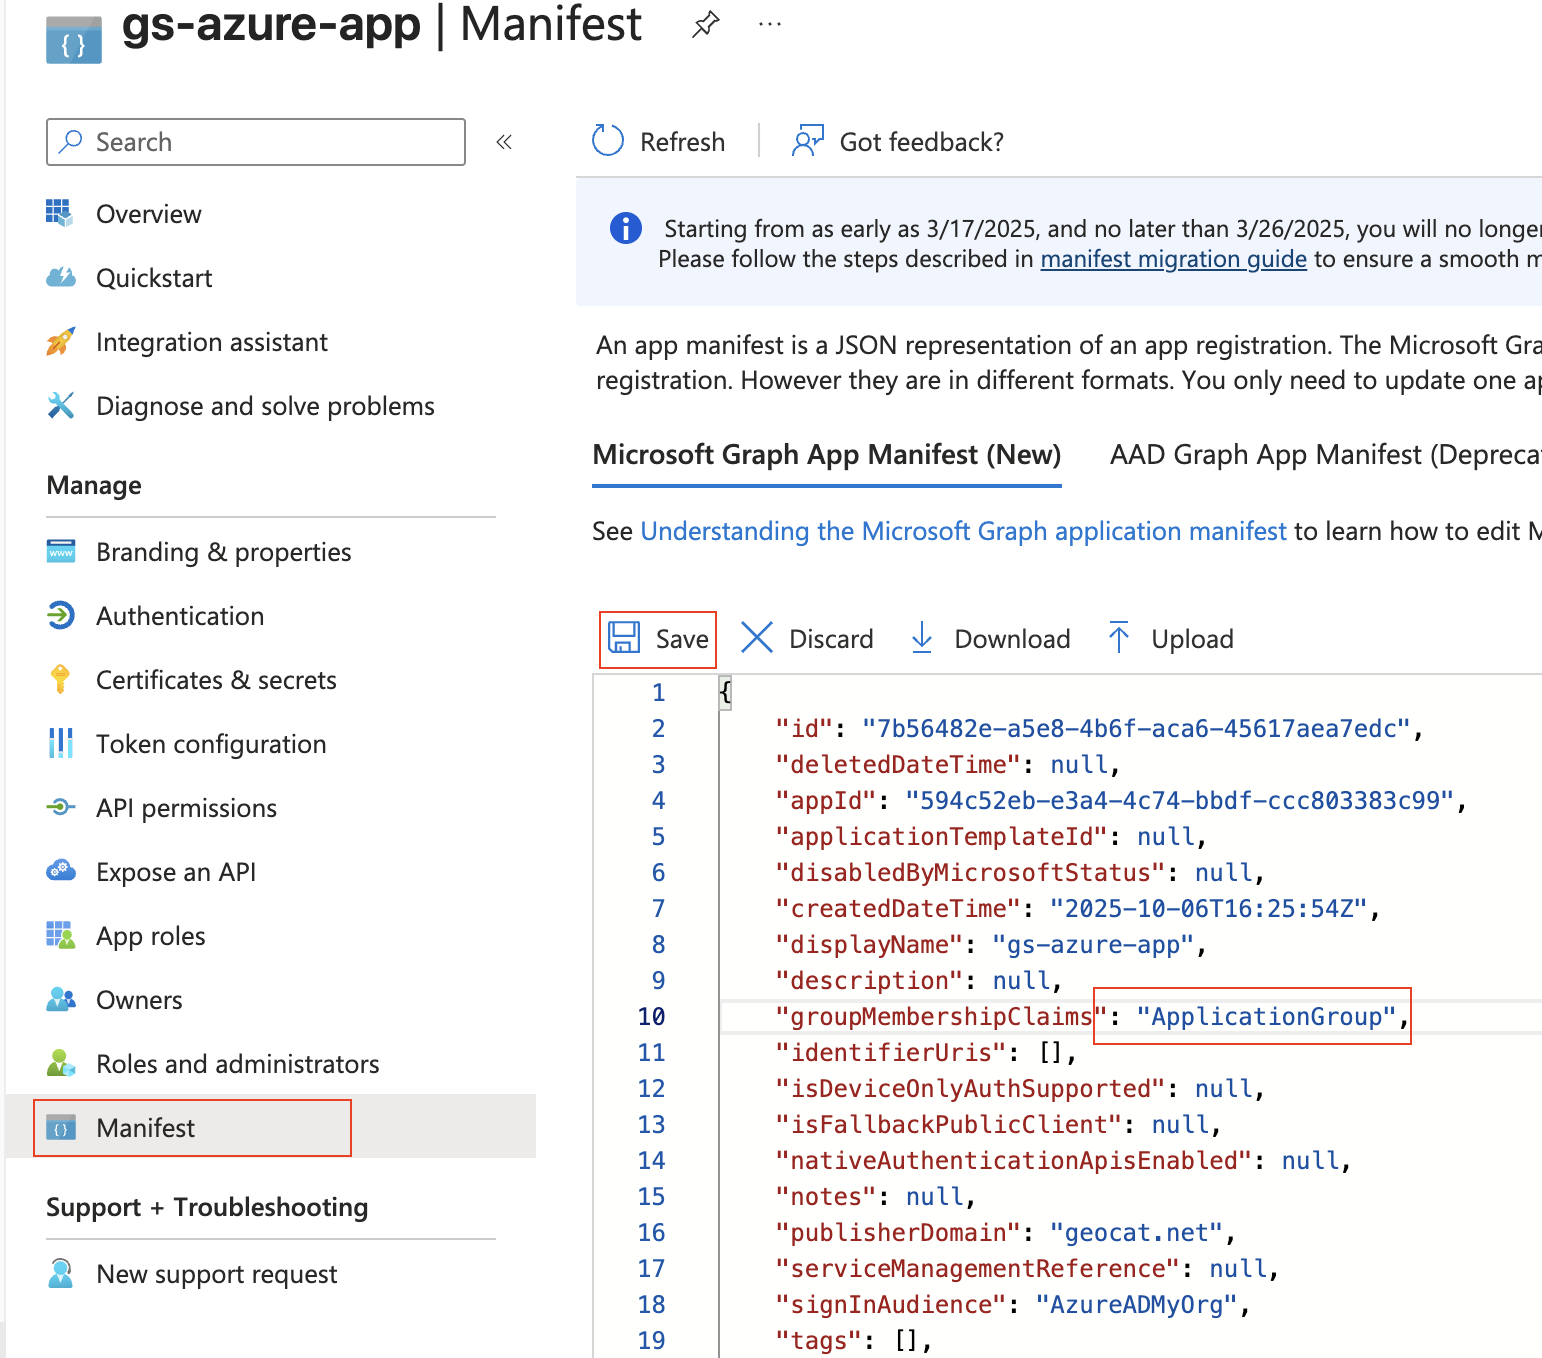 gs-azure-app | Manifest
Search
Overview
Quickstart
Integration assistant
Diagnose and solve problems
Manage
Branding & properties
Authentication
Certificates & secrets
Token configuration
API permissions
Expose an API
App roles
Owners
Roles and administrators
Manifest
Support + Troubleshooting
New support request
Refresh
Got feedback?
Starting from as early as 3/17/2025, and no later than 3/26/2025, you will no longer
Please follow the steps described in manifest migration guide to ensure a smooth m
An app manifest is a JSON representation of an app registration. The Microsoft Gra
registration. However they are in different formats. You only need to update one ap
Microsoft Graph App Manifest (New) AAD Graph App Manifest (Depreca
See Understanding the Microsoft Graph application manifest to learn how to edit M
Save Discard Download Upload
1 {
2 "id": "7b56482e-a5e8-4b6f-aca6-45617aea7edc",
3 "deletedDateTime": null,
4 "appId": "594c52eb-e3a4-4c74-bbdf-ccc803383c99",
5 "applicationTemplateId": null,
6 "disabledByMicrosoftStatus": null,
7 "createdDateTime": "2025-10-06T16:25:54Z",
8 "displayName": "gs-azure-app",
9 "description": null,
10 "groupMembershipClaims": "ApplicationGroup",
11 "identifierUris": [],
12 "isDeviceOnlyAuthSupported": null,
13 "isFallbackPublicClient": null,
14 "nativeAuthenticationApisEnabled": null,
15 "notes": null,
16 "publisherDomain": "geocat.net",
17 "serviceManagementReference": null,
18 "signInAudience": "AzureADMyOrg",
19 "tags": [],